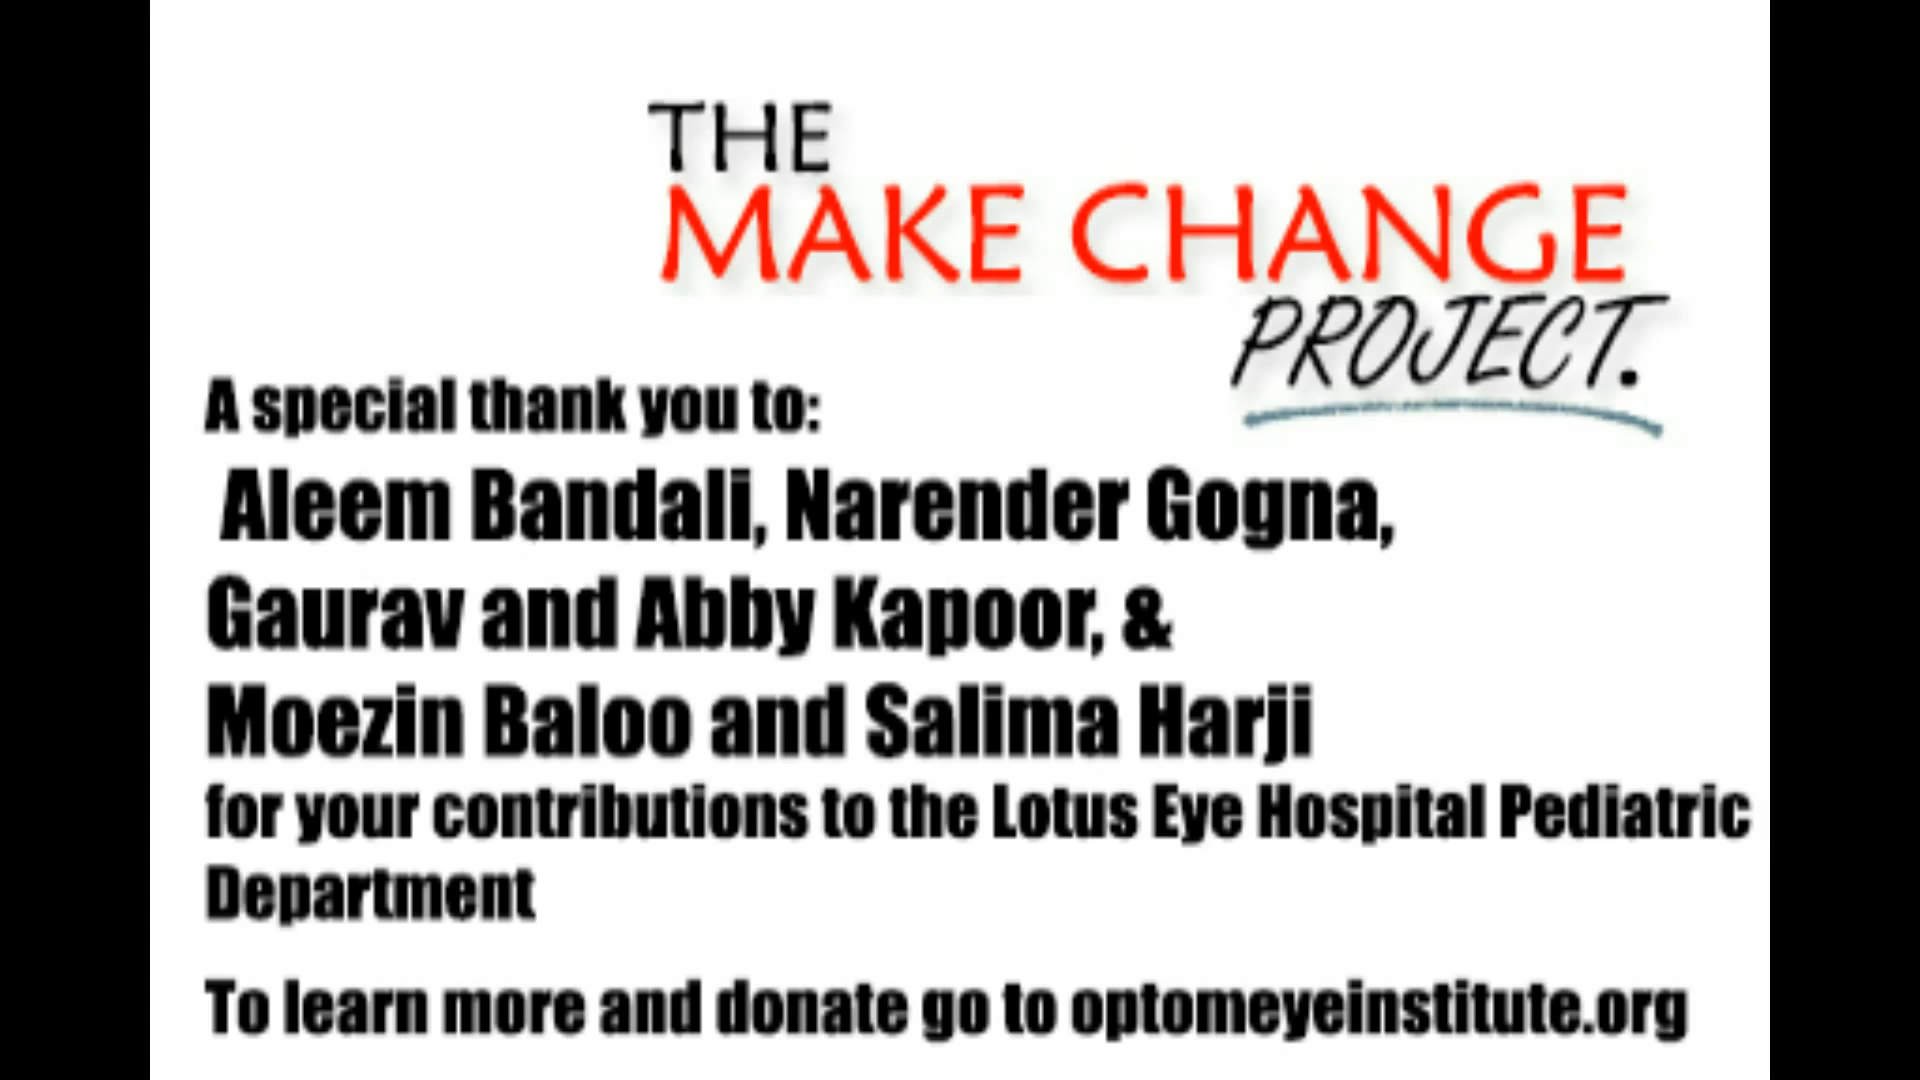 THE
MAKE CHANGE
PROJECT.
A special thank you to:
Aleem Bandali, Narender Gogna,
Gaurav and Abby Kapoor, &
Moezin Baloo and Salima Harji
for your contributions to the Lotus Eye Hospital Pediatric
Department
To learn more and donate go to optomeyeinstitute.org